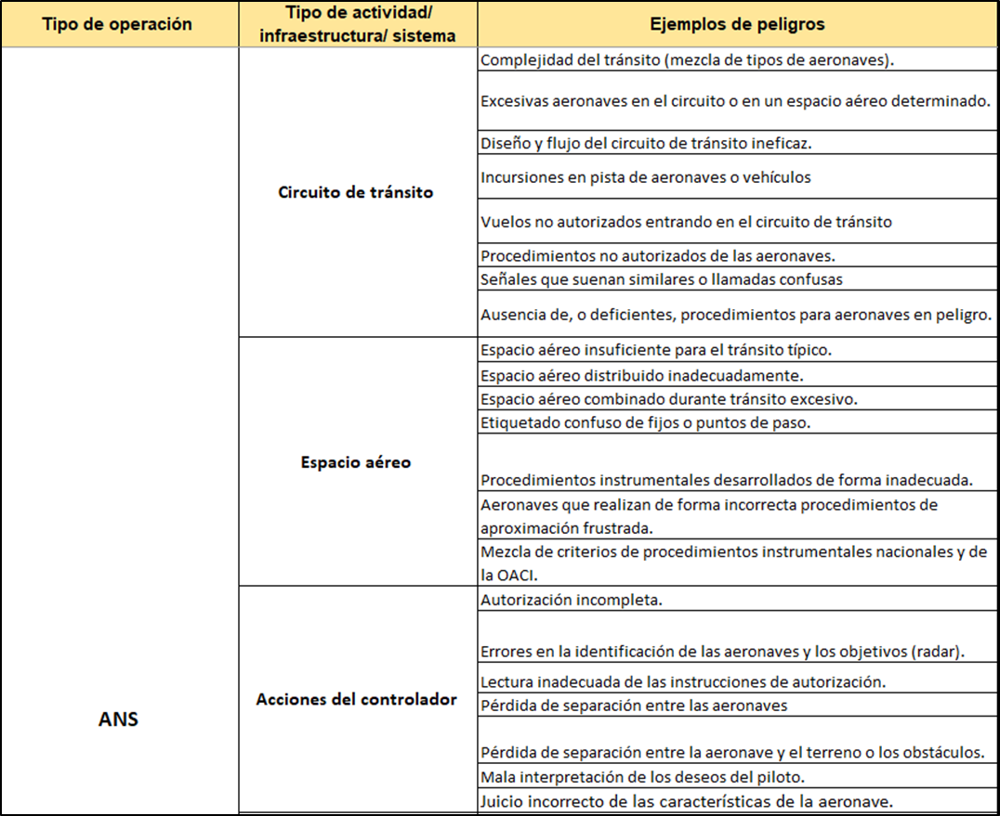 Tipo de operación
Tipo de actividad/
infraestructura/ sistema
Ejemplos de peligros
ANS
Circuito de tránsito
Complejidad del tránsito (mezcla de tipos de aeronaves).
Excesivas aeronaves en el circuito o en un espacio aéreo determinado.
Diseño y flujo del circuito de tránsito ineficaz.
Incursiones en pista de aeronaves o vehículos
Vuelos no autorizados entrando en el circuito de tránsito
Procedimientos no autorizados de las aeronaves.
Señales que suenan similares o llamadas confusas
Ausencia de, o deficientes, procedimientos para aeronaves en peligro.
Espacio aéreo
Espacio aéreo insuficiente para el tránsito típico.
Espacio aéreo distribuido inadecuadamente.
Espacio aéreo combinado durante tránsito excesivo.
Etiquetado confuso de fijos o puntos de paso.
Procedimientos instrumentales desarrollados de forma inadecuada.
Aeronaves que realizan de forma incorrecta procedimientos de
aproximación frustrada.
Mezcla de criterios de procedimientos instrumentales nacionales y de
la OACI.
Acciones del controlador
Autorización incompleta.
Errores en la identificación de las aeronaves y los objetivos (radar).
Lectura inadecuada de las instrucciones de autorización.
Pérdida de separación entre las aeronaves
Pérdida de separación entre la aeronave y el terreno o los obstáculos.
Mala interpretación de los deseos del piloto.
Juicio incorrecto de las características de la aeronave.